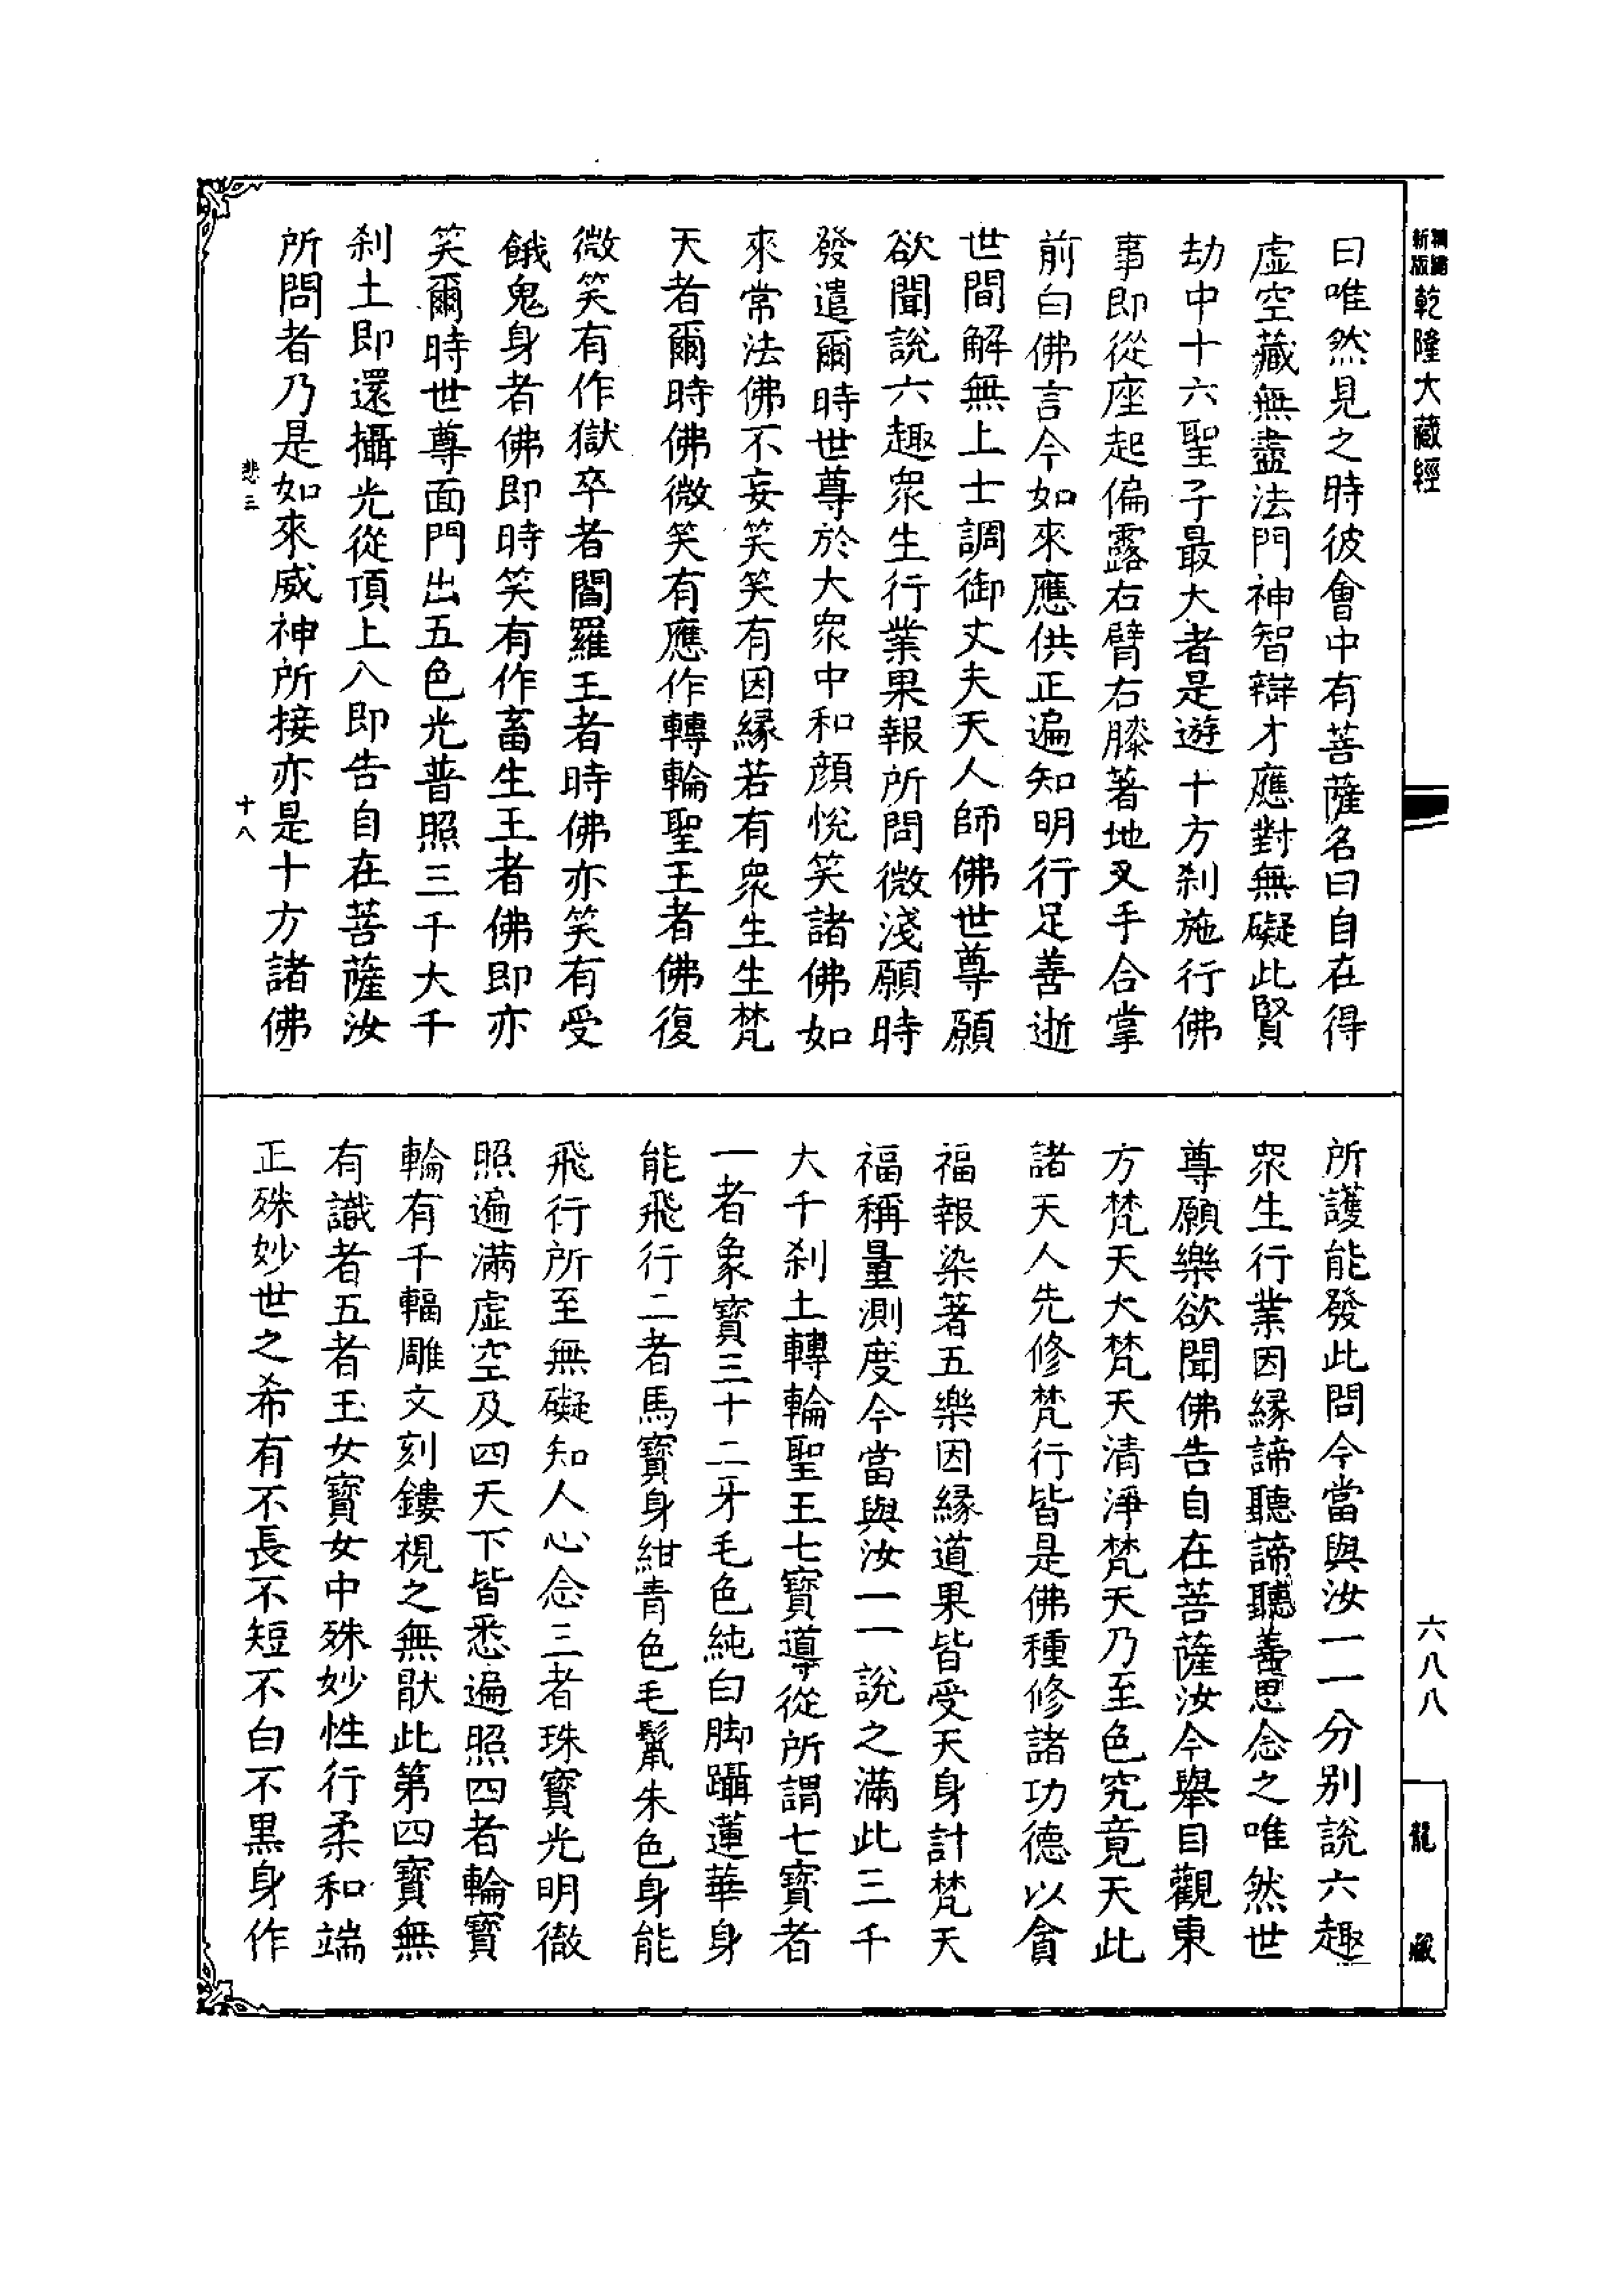 新版
精縮
乾隆大藏經
曰唯然見之時彼會中有菩薩名曰自在得
虛空藏無盡法門神智辯才應對無礙此賢
劫中十六聖子最大者是遊十方刹施行佛
事即從座起偏露右臂右膝著地叉手合掌
前白佛言今如來應供正遍知明行足善逝
世間解無上士調御丈夫天人師佛世尊願
欲聞說六趣衆生行業果報所問微淺願時
發遣爾時世尊於大衆中和顔悅笑諸佛如
來常法佛不妄笑笑有因緣若有衆生生梵
天者爾時佛微笑有應作轉輪聖王者佛復
微笑有作獄卒者閻羅王者時佛亦笑有受
餓鬼身者佛即時笑有作畜生王者佛即亦
笑爾時世尊面門出五色光普照三千大千
刹土即還攝光從頂上入即告自在菩薩汝
所問者乃是如來威神所接亦是十方諸佛
悲三
十八
所護能發此問今當與汝一一分别說六趣
衆生行業因緣諦聽諦聽善思念之唯然世
尊願樂欲聞佛告自在菩薩汝今舉目觀東
方梵天大梵天清淨梵天乃至色究竟天此
諸天人先修梵行皆是佛種修諸功德以貪
福報染著五樂因緣道果皆受天身計梵天
福稱量測度今當與汝一一說之滿此三千
大千刹土轉輪聖王七寶導從所謂七寶者
一者象寶三十二牙毛色純白脚躡蓮華身
能飛行二者馬寶身紺青色毛髦朱色身能
飛行所至無礙知人心念三者珠寶光明徹
照遍滿虛空及四天下皆悉遍照四者輪寶
輪有千輻雕文刻鏤視之無厭此第四寶無
有識者五者玉女寶女中殊妙性行柔和端
正殊妙世之希有不長不短不白不黑身作
六八八
龍藏